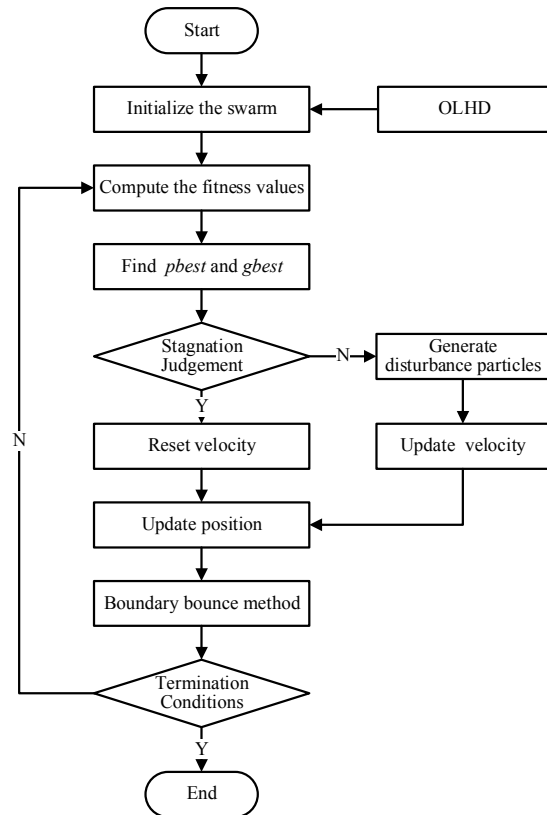 Start
Initialize the swarm
OLHD
Compute the fitness values
Find pbest and gbest
Stagnation
Judgement
N
Generate
disturbance particles
Y
N
Reset velocity
Update velocity
Update position
Boundary bounce method
Termination
Conditions
Y
End